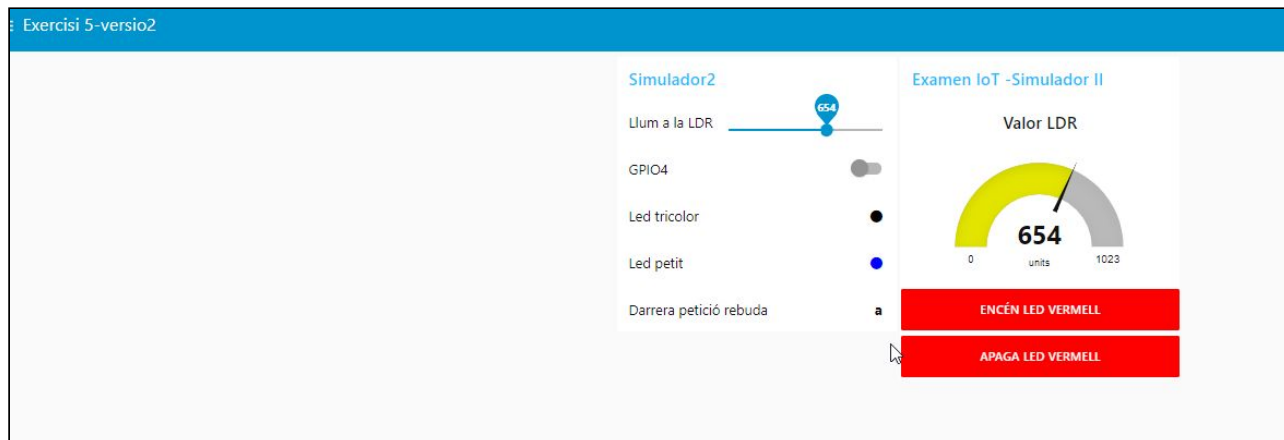 Exercisi 5-versio2
Simulador2
Llum a la LDR
654
GPIO4
Led tricolor
Led petit
Darrera petició rebuda a
Examen IoT -Simulador II
Valor LDR
654
0 units 1023
ENCÉN LED VERMELL
APAGA LED VERMELL